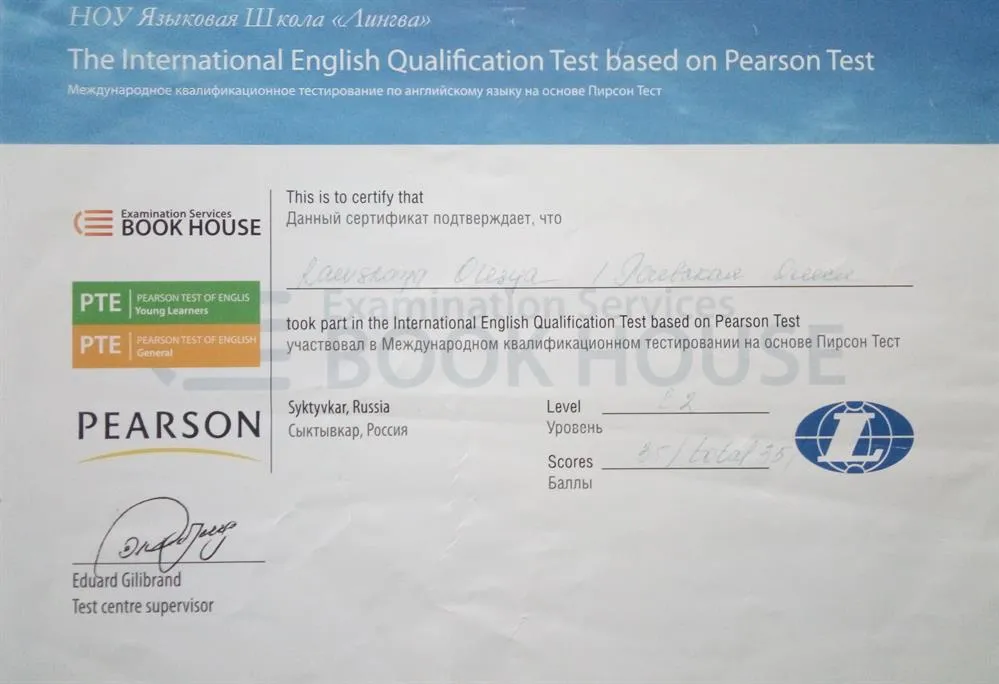 НОУ Языковая Школа «Лингва»
The International English Qualification Test based on Pearson Test
Международное квалификационное тестирование по английскому языку на основе Пирсон Тест
Examination Services
BOOK HOUSE
PTE PEARSON TEST OF ENGLIS
Young Learners
PTE PEARSON TEST OF ENGLISH
General
PEARSON
This is to certify that
Данный сертификат подтверждает, что
Olesya /
Examination Services
BOOK HOUSE
took part in the International English Qualification Test based on Pearson Test
участвовал в Международном квалификационном тестировании на основе Пирсон Тест
Syktyvkar, Russia
Сыктывкар, Россия
Level
Уровень
Scores 35/total 35
Баллы
L
Eduard Gilibrand
Test centre supervisor